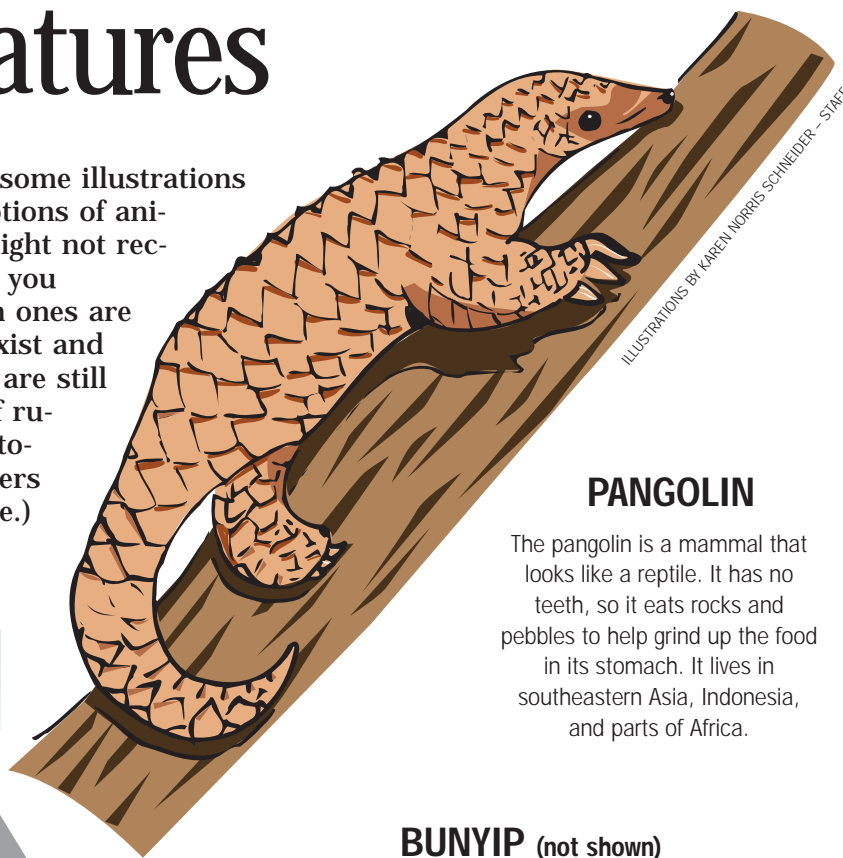 atures
some illustrations
tions of ani-
ight not rec-
you
ones are
xist and
are still
f ru-
to-
ers
e.)
ILLUSTRATIONS BY KAREN NORRIS SCHNEIDER – STAFF
PANGOLIN
The pangolin is a mammal that
looks like a reptile. It has no
teeth, so it eats rocks and
pebbles to help grind up the food
in its stomach. It lives in
southeastern Asia, Indonesia,
and parts of Africa.
BUNYIP (not shown)